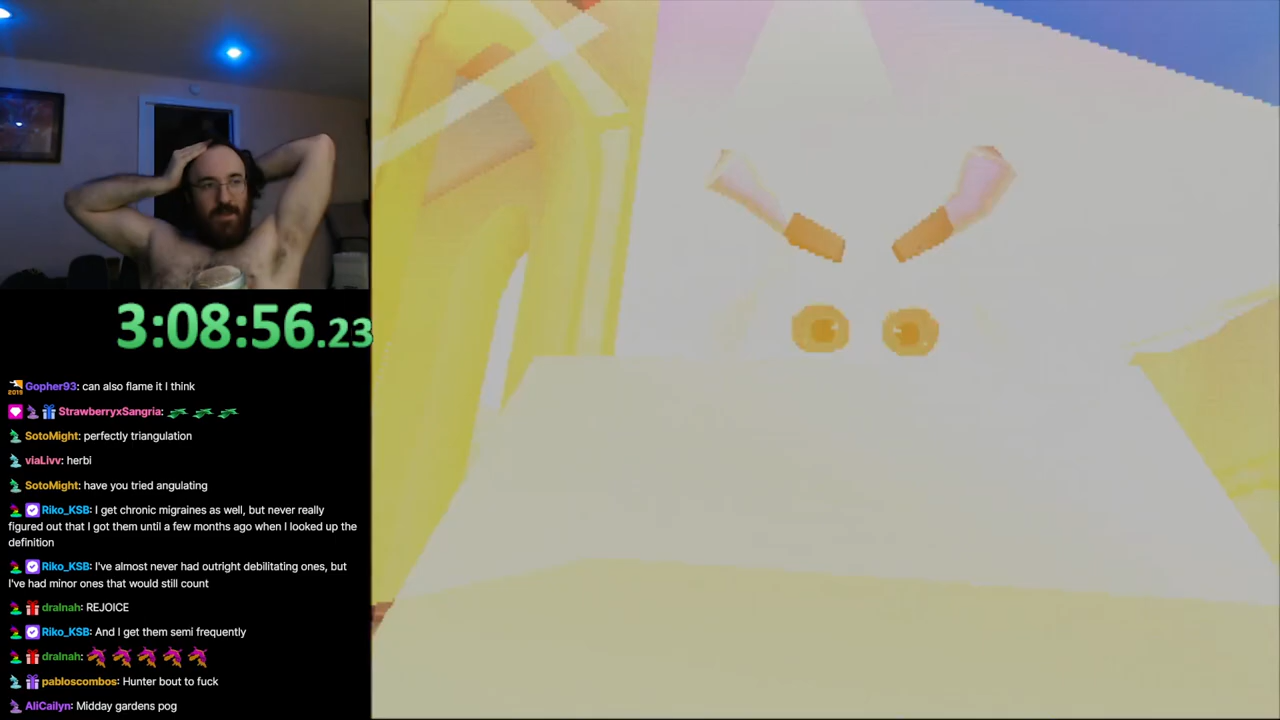 3:08:56.23
2019 Gopher93: can also flame it I think
StrawberryxSangria:
SotoMight: perfectly triangulation
viaLivv: herbi
SotoMight: have you tried angulating
Riko_KSB: I get chronic migraines as well, but never really
figured out that I got them until a few months ago when I looked up the
definition
Riko_KSB: I've almost never had outright debilitating ones, but
I've had minor ones that would still count
dralnah: REJOICE
Riko_KSB: And I get them semi frequently
dralnah:
pabloscombos: Hunter bout to fuck
AliCailyn: Midday gardens pog